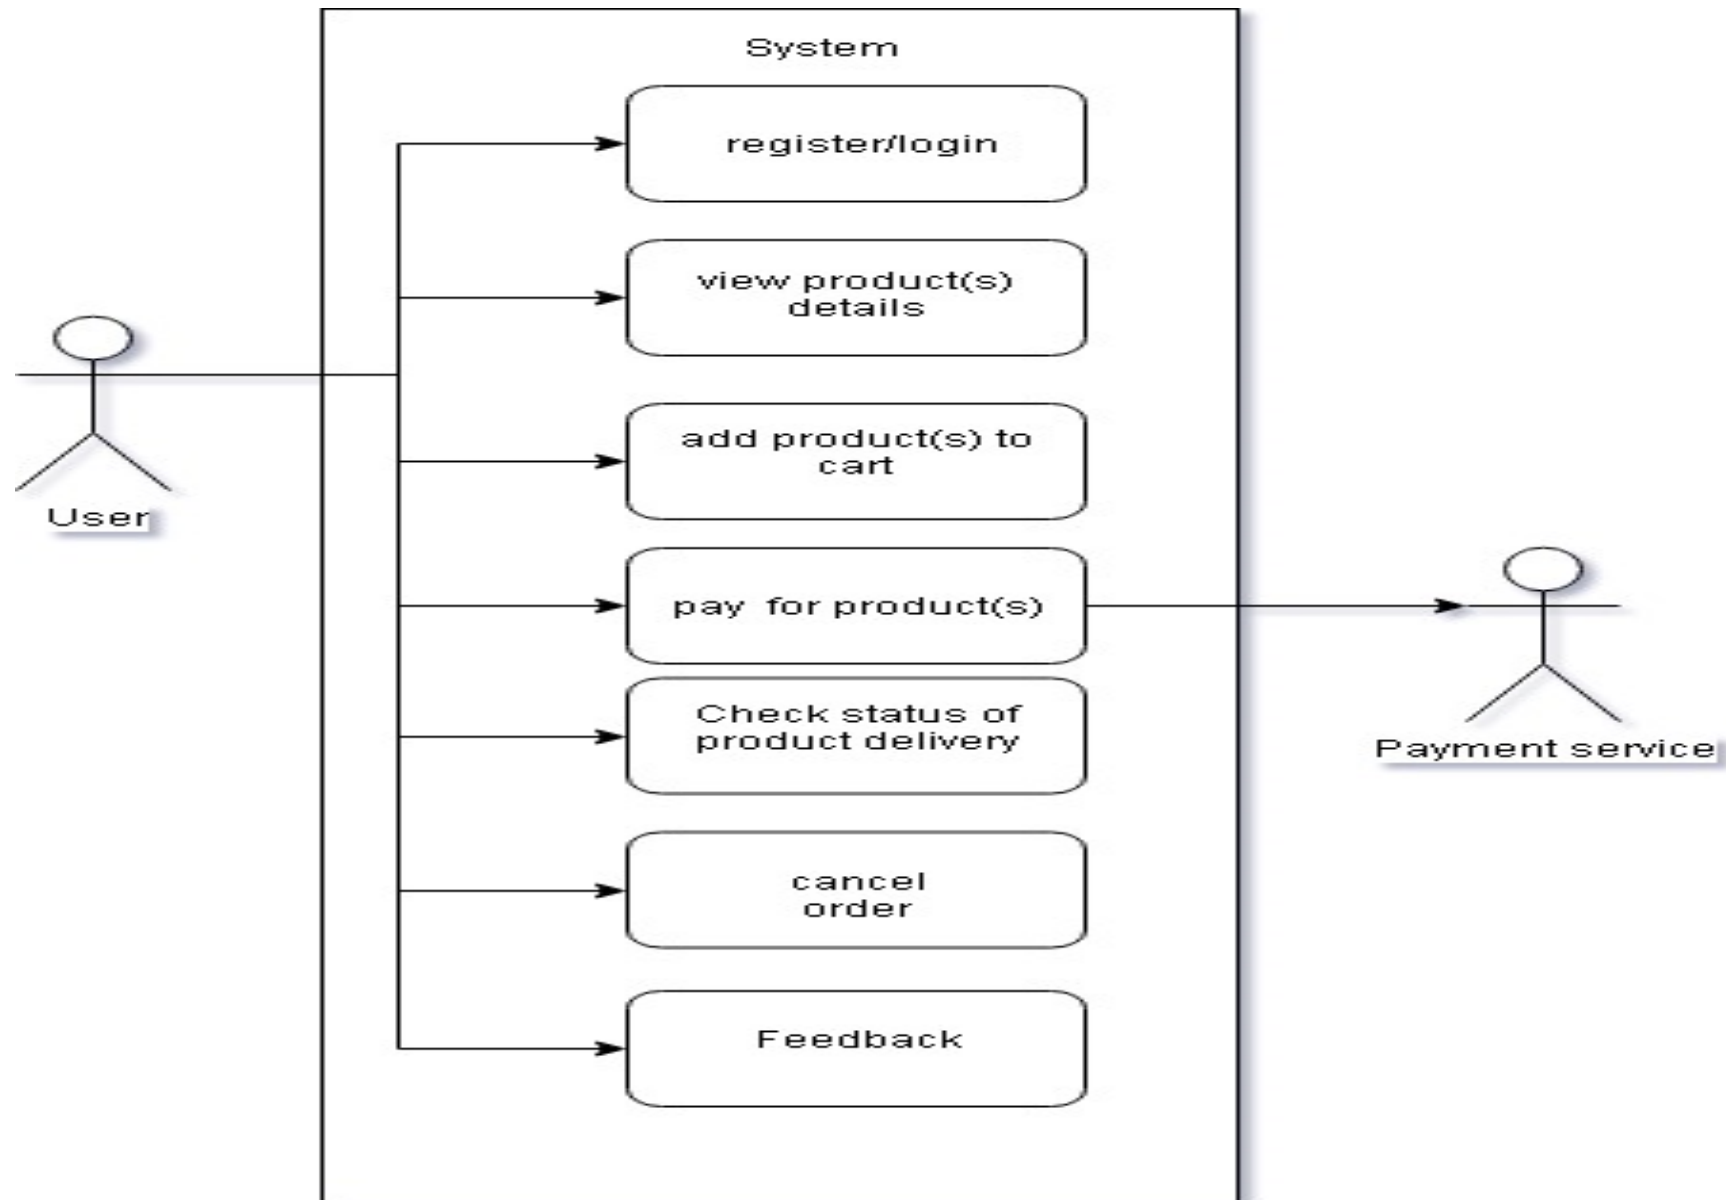 System
register/login
view product(s)
details
User
add product(s) to
cart
pay for product(s)
Payment service
Check status of
product delivery
cancel
order
Feedback